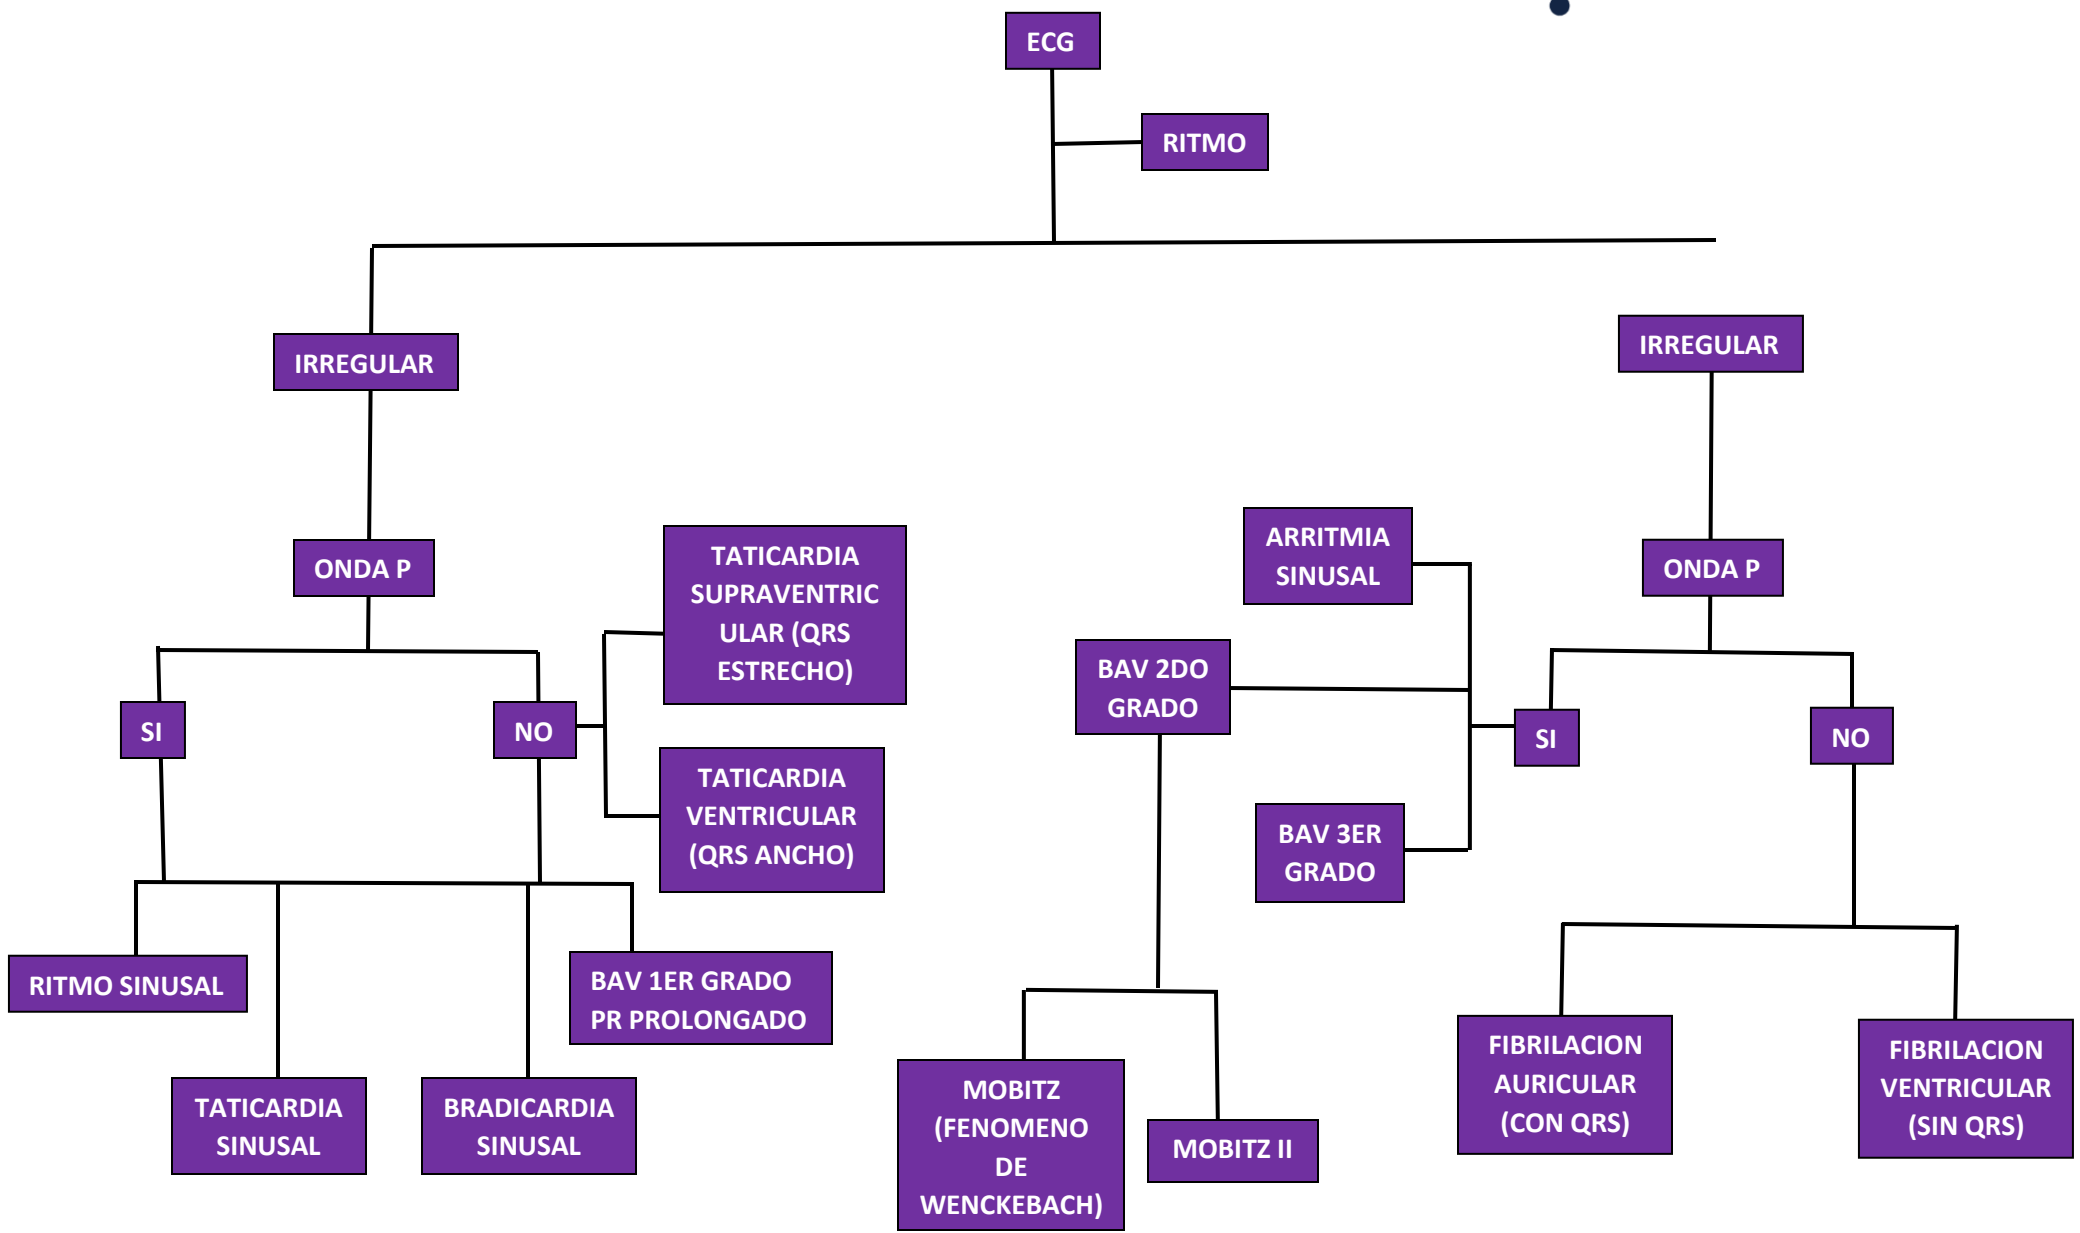 ECG
RITMO
IRREGULAR
IRREGULAR
ONDA P
TATICARDIA
SUPRAVENTRIC
ULAR (QRS
ESTRECHO)
ARRITMIA
SINUSAL
ONDA P
SI
NO
TATICARDIA
VENTRICULAR
(QRS ANCHO)
BAV 2DO
GRADO
SI
NO
BAV 3ER
GRADO
RITMO SINUSAL
BAV 1ER GRADO
PR PROLONGADO
TATICARDIA
SINUSAL
BRADICARDIA
SINUSAL
MOBITZ
(FENOMENO
DE
WENCKEBACH)
MOBITZ II
FIBRILACION
AURICULAR
(CON QRS)
FIBRILACION
VENTRICULAR
(SIN QRS)